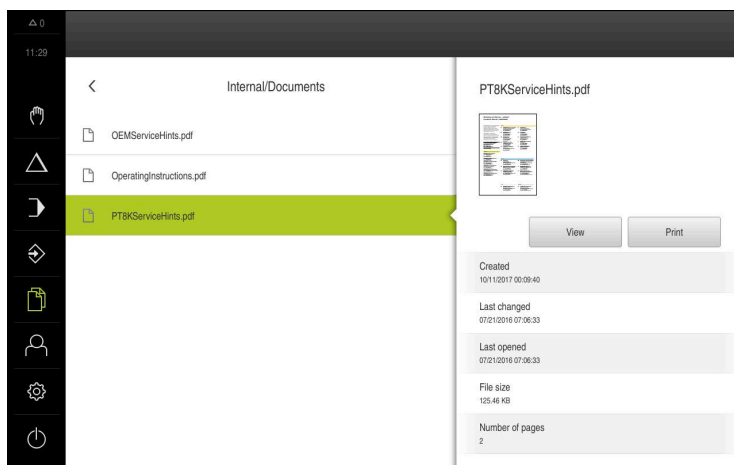 0
11:29
Internal/Documents
OEMServiceHints.pdf
OperatingInstructions.pdf
PT8KServiceHints.pdf
PT8KServiceHints.pdf
View Print
Created
10/11/2017 00:09:40
Last changed
07/21/2016 07:06:33
Last opened
07/21/2016 07:06:33
File size
125.46 KB
Number of pages
2